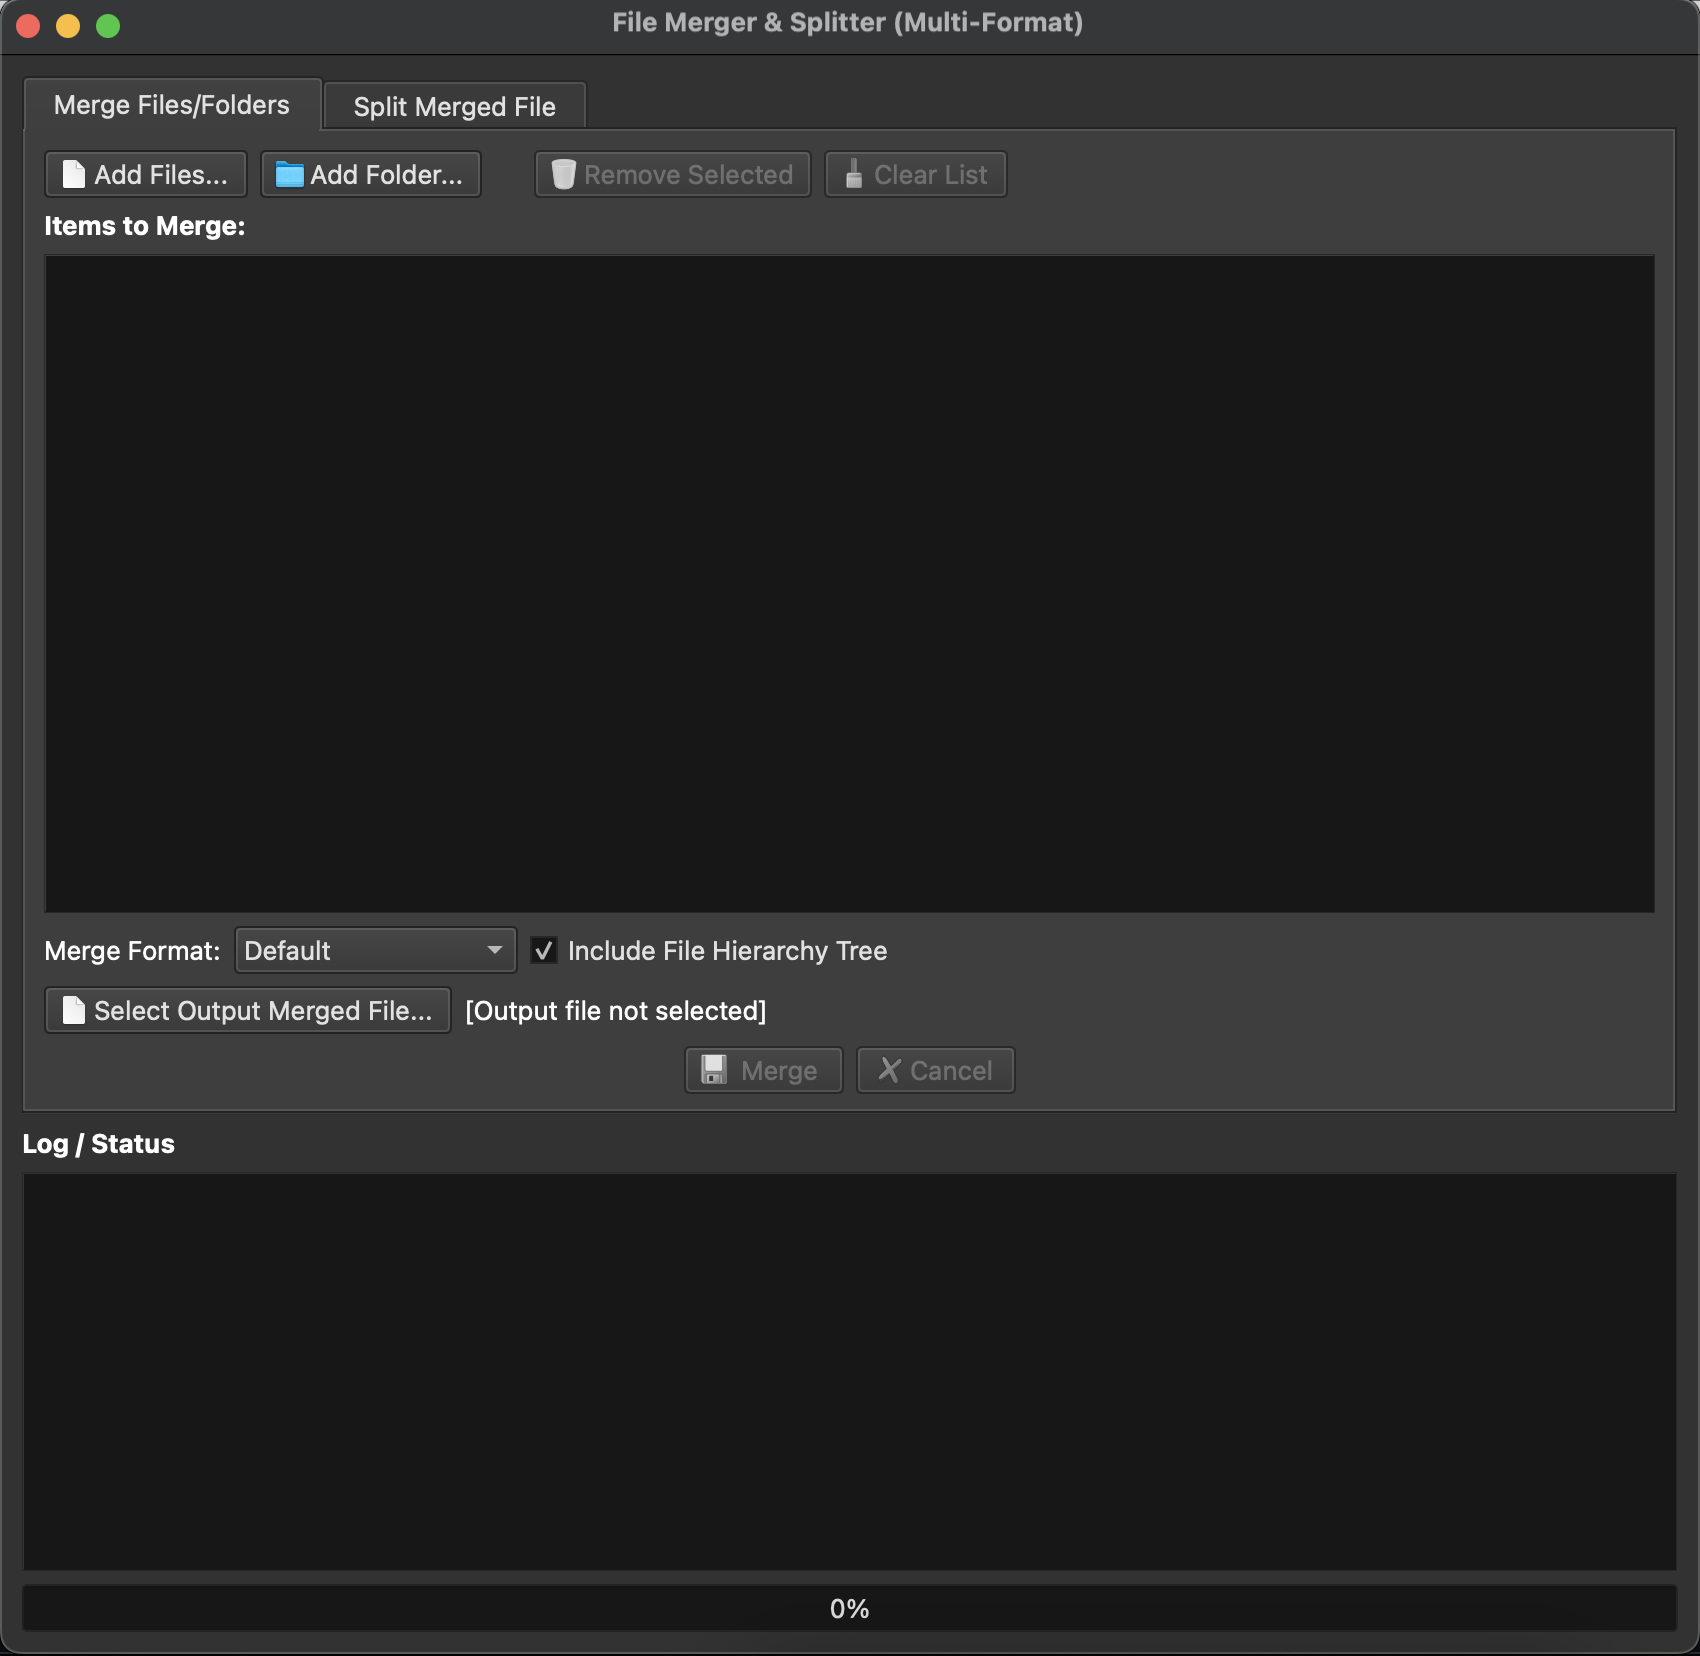 File Merger & Splitter (Multi-Format)
Merge Files/Folders
Split Merged File
Add Files...
Add Folder...
Remove Selected
Clear List
Items to Merge:
Merge Format:
Default
Include File Hierarchy Tree
Select Output Merged File...
[Output file not selected]
Merge
Cancel
Log / Status
0%